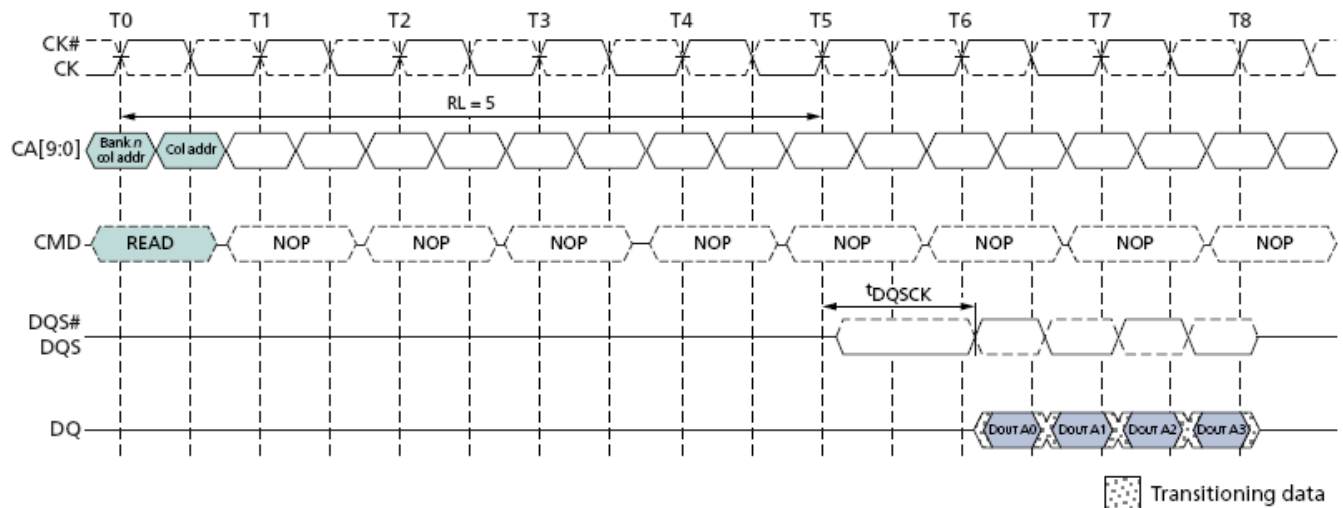 T0 T1 T2 T3 T4 T5 T6 T7 T8
CK#
CK
RL = 5
CA[9:0] Bank n col addr Col addr
CMD READ NOP NOP NOP NOP NOP NOP NOP NOP
tDQSCK
DQS#
DQS
DQ DOUT A0 DOUT A1 DOUT A2 DOUT A3
Transitioning data